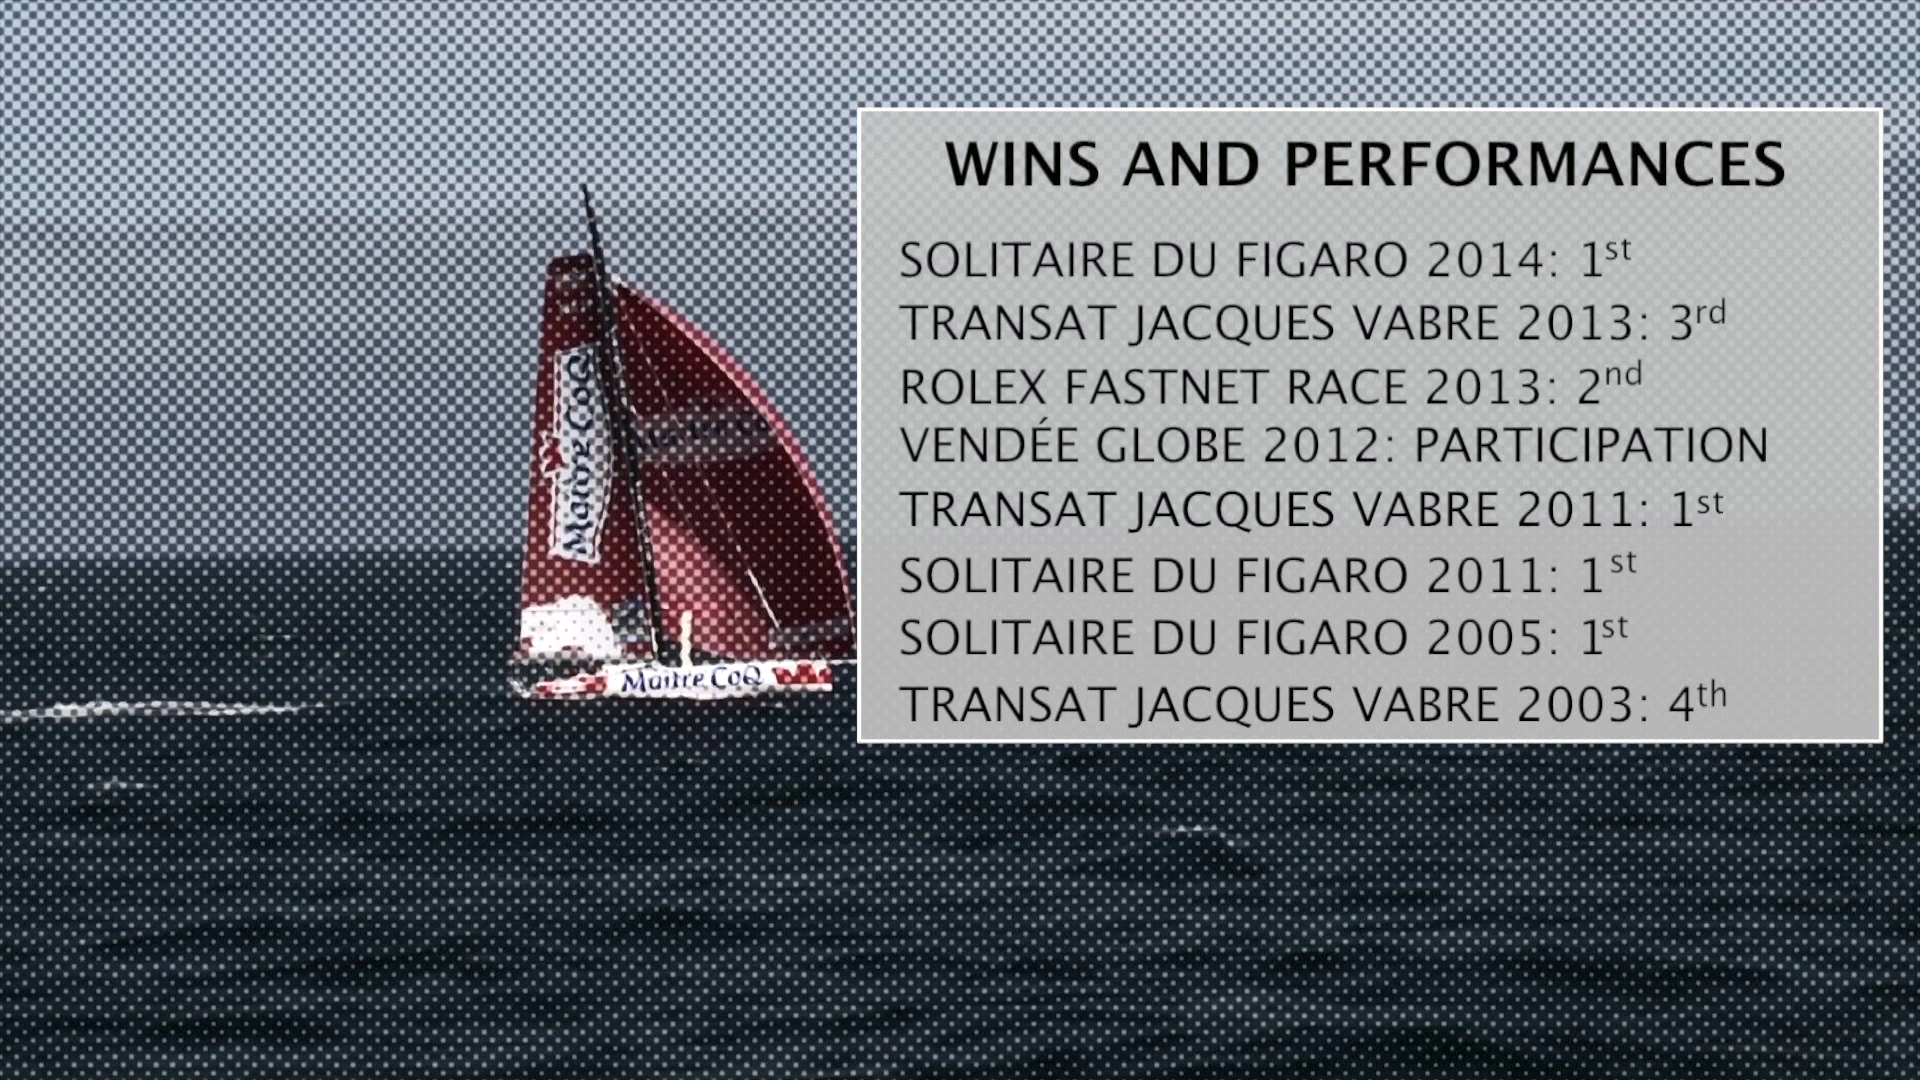 WINS AND PERFORMANCES
SOLITAIRE DU FIGARO 2014: 1st
TRANSAT JACQUES VABRE 2013: 3rd
ROLEX FASTNET RACE 2013: 2nd
VENDÉE GLOBE 2012: PARTICIPATION
TRANSAT JACQUES VABRE 2011: 1st
SOLITAIRE DU FIGARO 2011: 1st
SOLITAIRE DU FIGARO 2005: 1st
TRANSAT JACQUES VABRE 2003: 4th
Maître CoQ
Maître CoQ